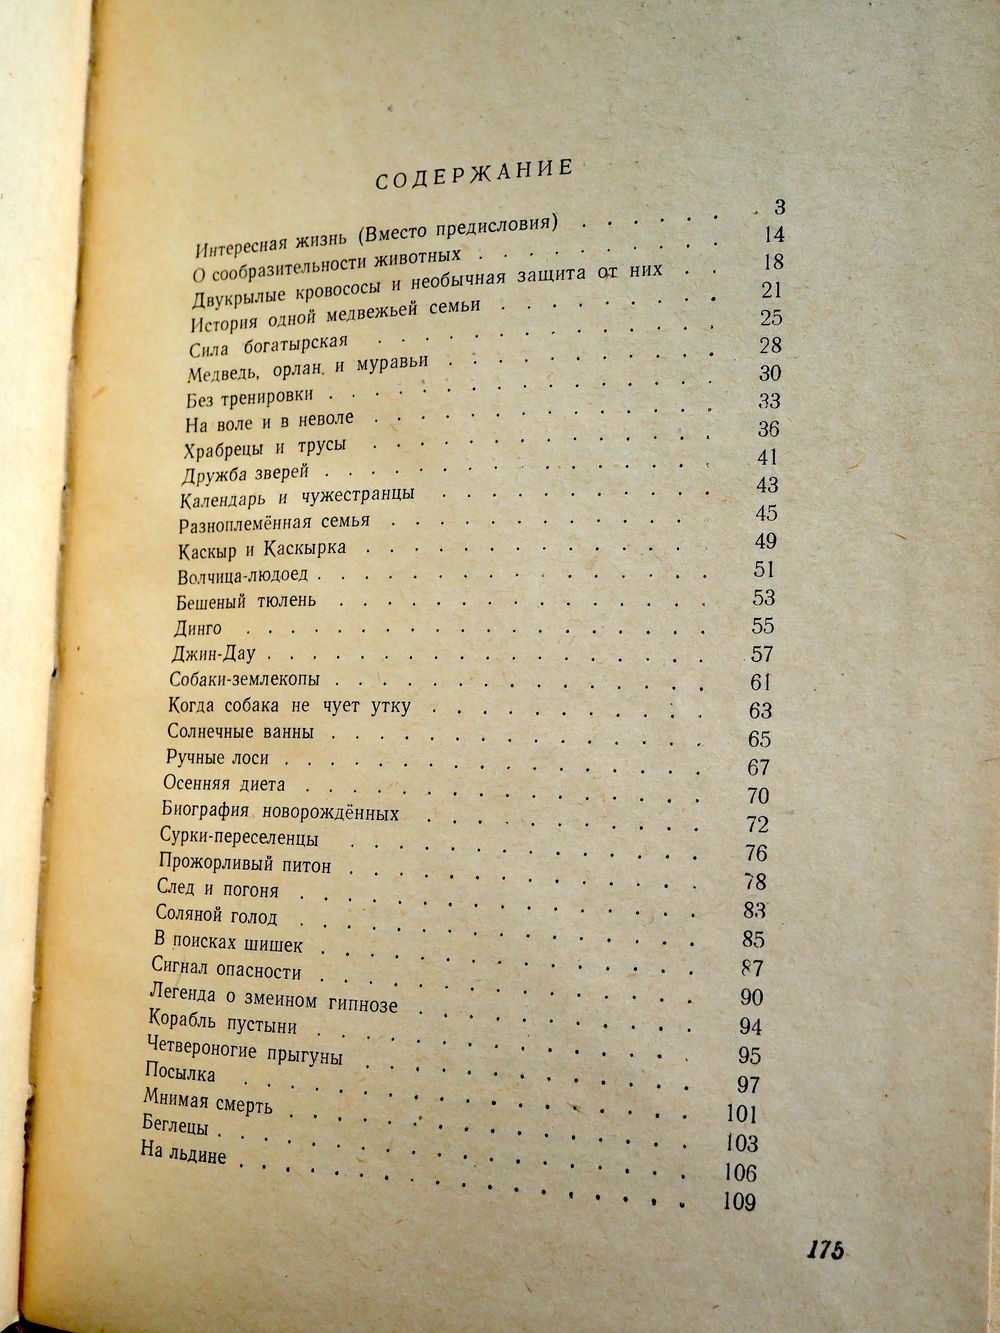 СОДЕРЖАНИЕ
Интересная жизнь (Вместо предисловия) . . . . . 3
О сообразительности животных . . . . . . . 14
Двукрылые кровососы и необычная защита от них . . 18
История одной медвежьей семьи . . . . . . 21
Сила богатырская . . . . . . . . . 25
Медведь, орлан и муравьи . . . . . . . 28
Без тренировки . . . . . . . . . . 30
На воле и в неволе . . . . . . . . . 33
Храбрецы и трусы . . . . . . . . . 36
Дружба зверей . . . . . . . . . . 41
Календарь и чужестранцы . . . . . . . 43
Разноплемённая семья . . . . . . . . 45
Каскыр и Каскырка . . . . . . . . . 49
Волчица-людоед . . . . . . . . . . 51
Бешеный тюлень . . . . . . . . . . 53
Динго . . . . . . . . . . . . 55
Джин-Дау . . . . . . . . . . . 57
Собаки-землекопы . . . . . . . . . 61
Когда собака не чует утку . . . . . . . 63
Солнечные ванны . . . . . . . . . 65
Ручные лоси . . . . . . . . . . . 67
Осенняя диета . . . . . . . . . . 70
Биография новорождённых . . . . . . . 72
Сурки-переселенцы . . . . . . . . . 76
Прожорливый питон . . . . . . . . . 78
След и погоня . . . . . . . . . . 83
Соляной голод . . . . . . . . . . 85
В поисках шишек . . . . . . . . . 87
Сигнал опасности . . . . . . . . . 90
Легенда о змеином гипнозе . . . . . . . 94
Корабль пустыни . . . . . . . . . 95
Четвероногие прыгуны . . . . . . . . 97
Посылка . . . . . . . . . . . 101
Мнимая смерть . . . . . . . . . . 103
Беглецы . . . . . . . . . . . 106
На льдине . . . . . . . . . . . 109
175